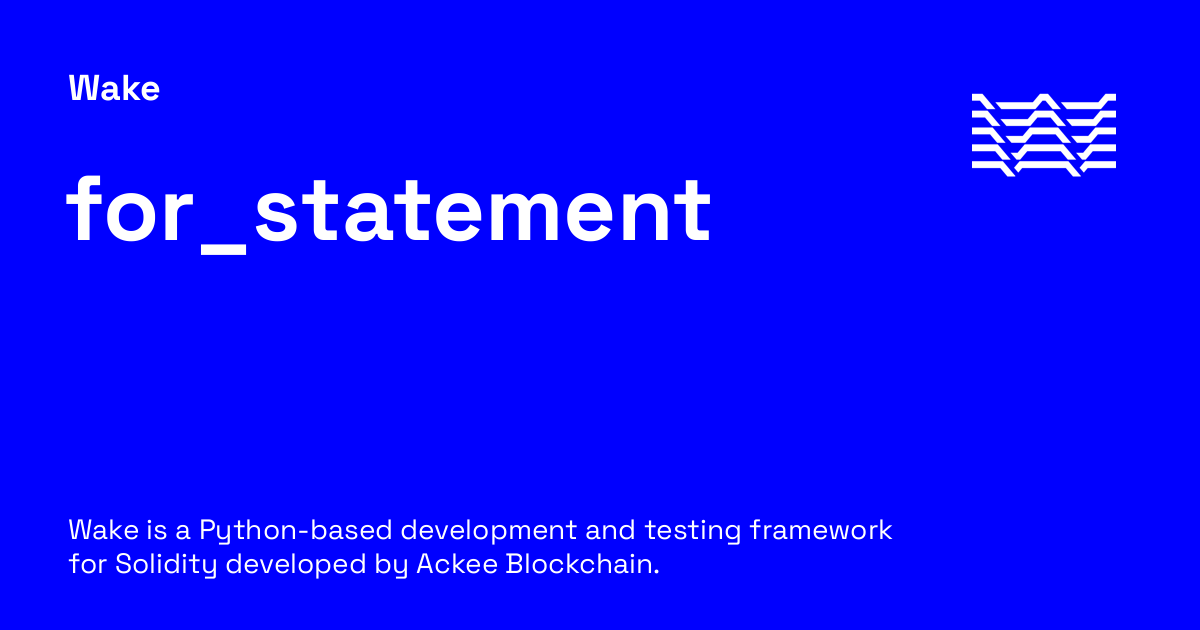 Wake
for_statement
Wake is a Python-based development and testing framework
for Solidity developed by Ackee Blockchain.